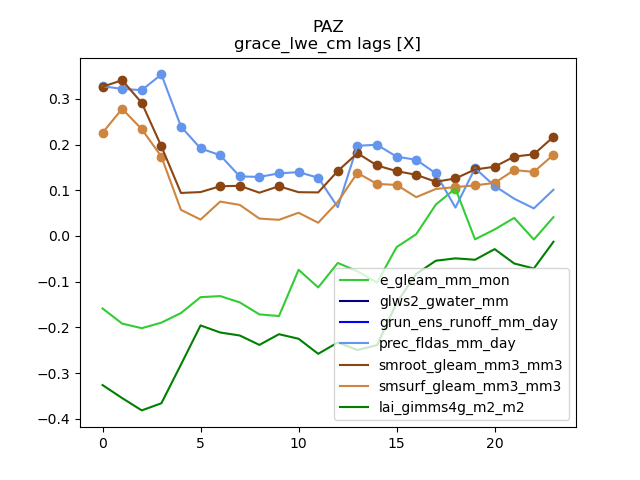 PAZ
grace_lwe_cm lags [X]
0.3
0.2
0.1
0.0
−0.1
−0.2
−0.3
−0.4
0 5 10 15 20
e_gleam_mm_mon
glws2_gwater_mm
grun_ens_runoff_mm_day
prec_fldas_mm_day
smroot_gleam_mm3_mm3
smsurf_gleam_mm3_mm3
lai_gimms4g_m2_m2